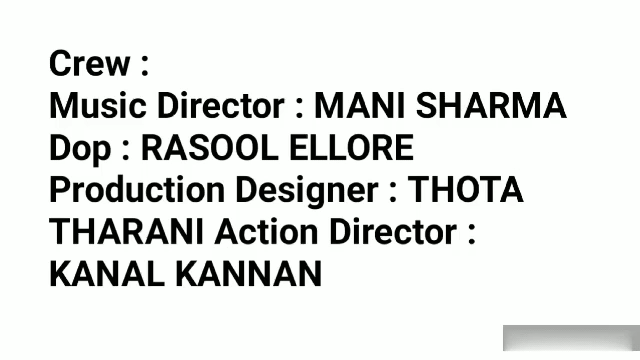 Crew :
Music Director : MANI SHARMA
Dop : RASOOL ELLORE
Production Designer : THOTA
THARANI Action Director :
KANAL KANNAN